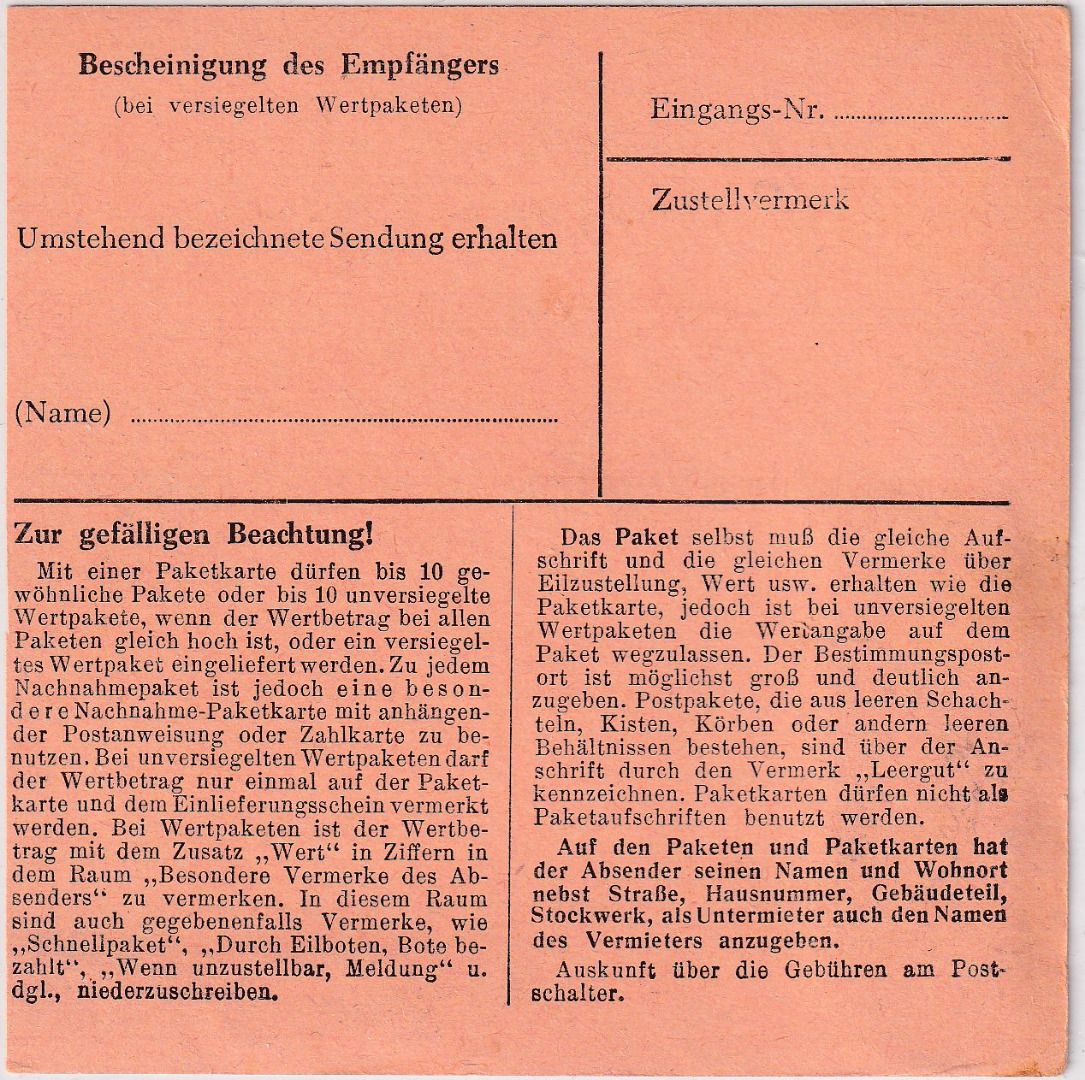 Bescheinigung des Empfängers
(bei versiegelten Wertpaketen)
Umstehend bezeichnete Sendung erhalten
(Name)
Eingangs-Nr.
Zustellvermerk
Zur gefälligen Beachtung!
Mit einer Paketkarte dürfen bis 10 ge-
wöhnliche Pakete oder bis 10 unversiegelte
Wertpakete, wenn der Wertbetrag bei allen
Paketen gleich hoch ist, oder ein versiegel-
tes Wertpaket eingeliefert werden. Zu jedem
Nachnahmepaket ist jedoch eine beson-
dere Nachnahme-Paketkarte mit anhängen-
der Postanweisung oder Zahlkarte zu be-
nutzen. Bei unversiegelten Wertpaketen darf
der Wertbetrag nur einmal auf der Paket-
karte und dem Einlieferungsschein vermerkt
werden. Bei Wertpaketen ist der Wertbe-
trag mit dem Zusatz „Wert“ in Ziffern in
dem Raum „Besondere Vermerke des Ab-
senders“ zu vermerken. In diesem Raum
sind auch gegebenenfalls Vermerke, wie
„Schnellpaket“, „Durch Eilboten, Bote be-
zahlt“, „Wenn unzustellbar, Meldung“ u.
dgl., niederzuschreiben.
Das Paket selbst muß die gleiche Auf-
schrift und die gleichen Vermerke über
Eilzustellung, Wert usw. erhalten wie die
Paketkarte, jedoch ist bei unversiegelten
Wertpaketen die Wertangabe auf dem
Paket wegzulassen. Der Bestimmungspost-
ort ist möglichst groß und deutlich an-
zugeben. Postpakete, die aus leeren Schach-
teln, Kisten, Körben oder andern leeren
Behältnissen bestehen, sind über der An-
schrift durch den Vermerk „Leergut“ zu
kennzeichnen. Paketkarten dürfen nicht als
Paketaufschriften benutzt werden.
Auf den Paketen und Paketkarten hat
der Absender seinen Namen und Wohnort
nebst Straße, Hausnummer, Gebäudeteil,
Stockwerk, als Untermieter auch den Namen
des Vermieters anzugeben.
Auskunft über die Gebühren am Post-
schalter.